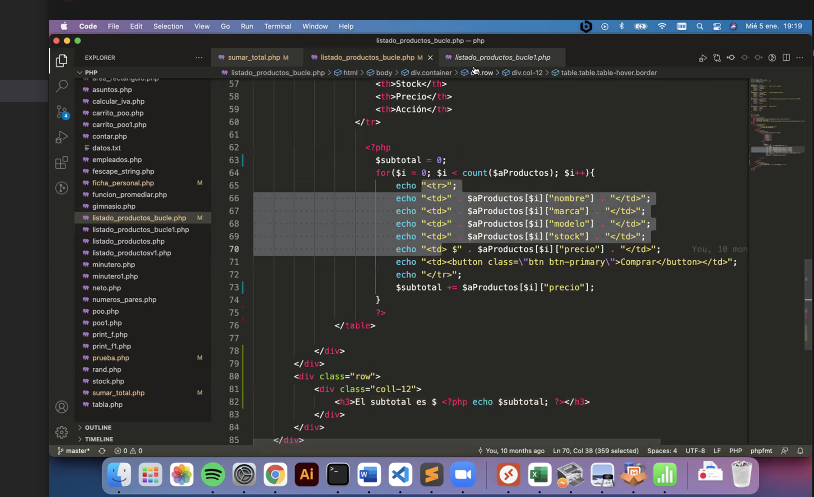 Code File Edit Selection View Go Run Terminal Window Help Mié 5 ene. 19:19
listado_productos_bucle.php — php
EXPLORER
sumar_total.php M listado_productos_bucle.php M listado_productos_bucle1.php
PHP
listado_productos_bucle.php > html > body > div.container > div.row > div.col-12 > table.table.table-hover.border
area_rectangulo.php
asuntos.php
calcular_iva.php
carrito_poo.php
carrito_poo1.php
contar.php
datos.txt
empleados.php
fescape_string.php
ficha_personal.php M
funcion_promediar.php
gimnasio.php
listado_productos_bucle.php M
listado_productos_bucle1.php
listado_productos.php
listado_productosv1.php
minutero.php
minutero1.php
neto.php
numeros_pares.php
poo.php
poo1.php
print_f.php
print_f1.php
prueba.php M
rand.php
stock.php
sumar_total.php M
tabla.php
OUTLINE
TIMELINE
57 <th>Stock</th>
58 <th>Precio</th>
59 <th>Acción</th>
60 </tr>
61
62 <?php
63 $subtotal = 0;
64 for($i = 0; $i < count($aProductos); $i++){
65 echo "<tr>";
66 echo "<td>" . $aProductos[$i]["nombre"] . "</td>";
67 echo "<td>" . $aProductos[$i]["marca"] . "</td>";
68 echo "<td>" . $aProductos[$i]["modelo"] . "</td>";
69 echo "<td>" . $aProductos[$i]["stock"] . "</td>";
70 echo "<td> $" . $aProductos[$i]["precio"] . "</td>"; You, 10 mon
71 echo "<td><button class=\"btn btn-primary\">Comprar</button></td>";
72 echo "</tr>";
73 $subtotal += $aProductos[$i]["precio"];
74 }
75 ?>
76 </table>
77
78 </div>
79 </div>
80 <div class="row">
81 <div class="coll-12">
82 <h3>El subtotal es $ <?php echo $subtotal; ?></h3>
83 </div>
84 </div>
85 </div>
master* 0 0 You, 10 months ago Ln 70, Col 38 (359 selected) Spaces: 4 UTF-8 LF PHP phpfmt